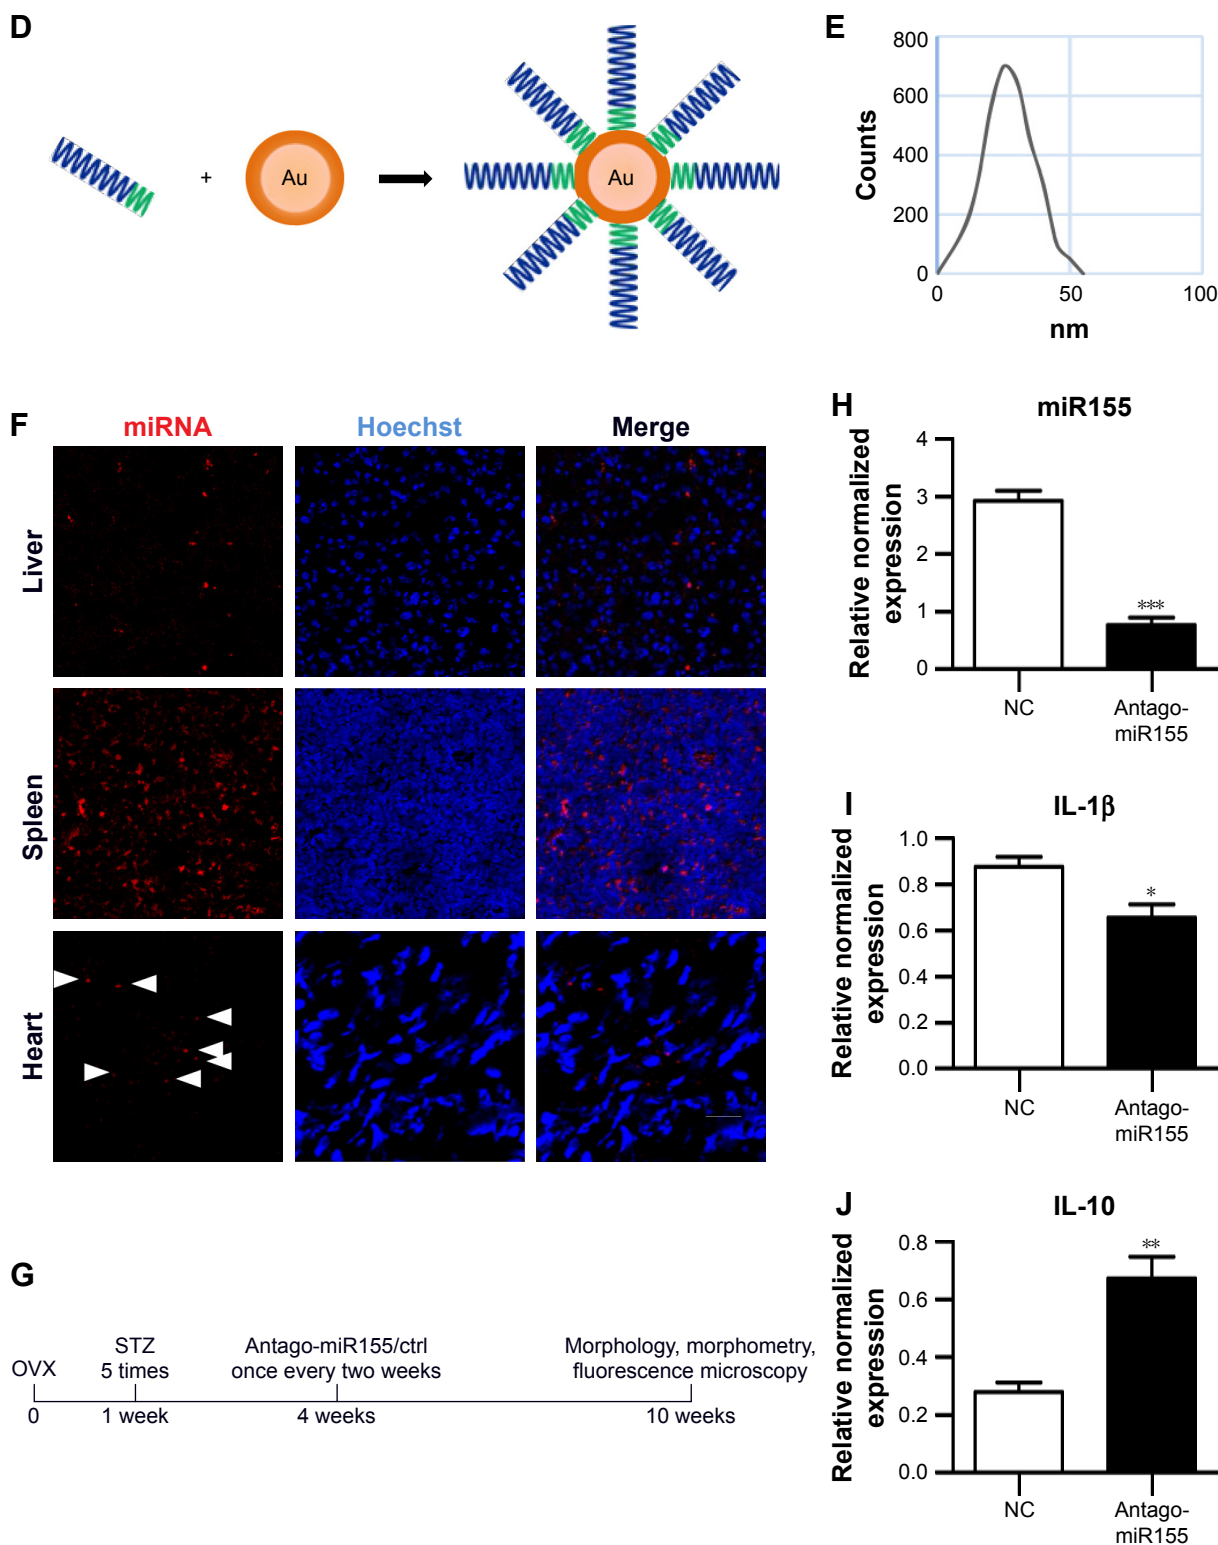 D
+
Au
Au
E
800
600
400
200
0
Counts
0
50
100
nm
F
miRNA
Hoechst
Merge
Liver
Spleen
Heart
G
OVX
STZ
5 times
Antago-miR155/ctrl
once every two weeks
Morphology, morphometry,
fluorescence microscopy
0
1 week
4 weeks
10 weeks
H
miR155
Relative normalized
expression
4
3
2
1
0
***
NC
Antago-
miR155
I
IL-1β
Relative normalized
expression
1.0
0.8
0.6
0.4
0.2
0.0
*
NC
Antago-
miR155
J
IL-10
Relative normalized
expression
0.8
0.6
0.4
0.2
0.0
**
NC
Antago-
miR155